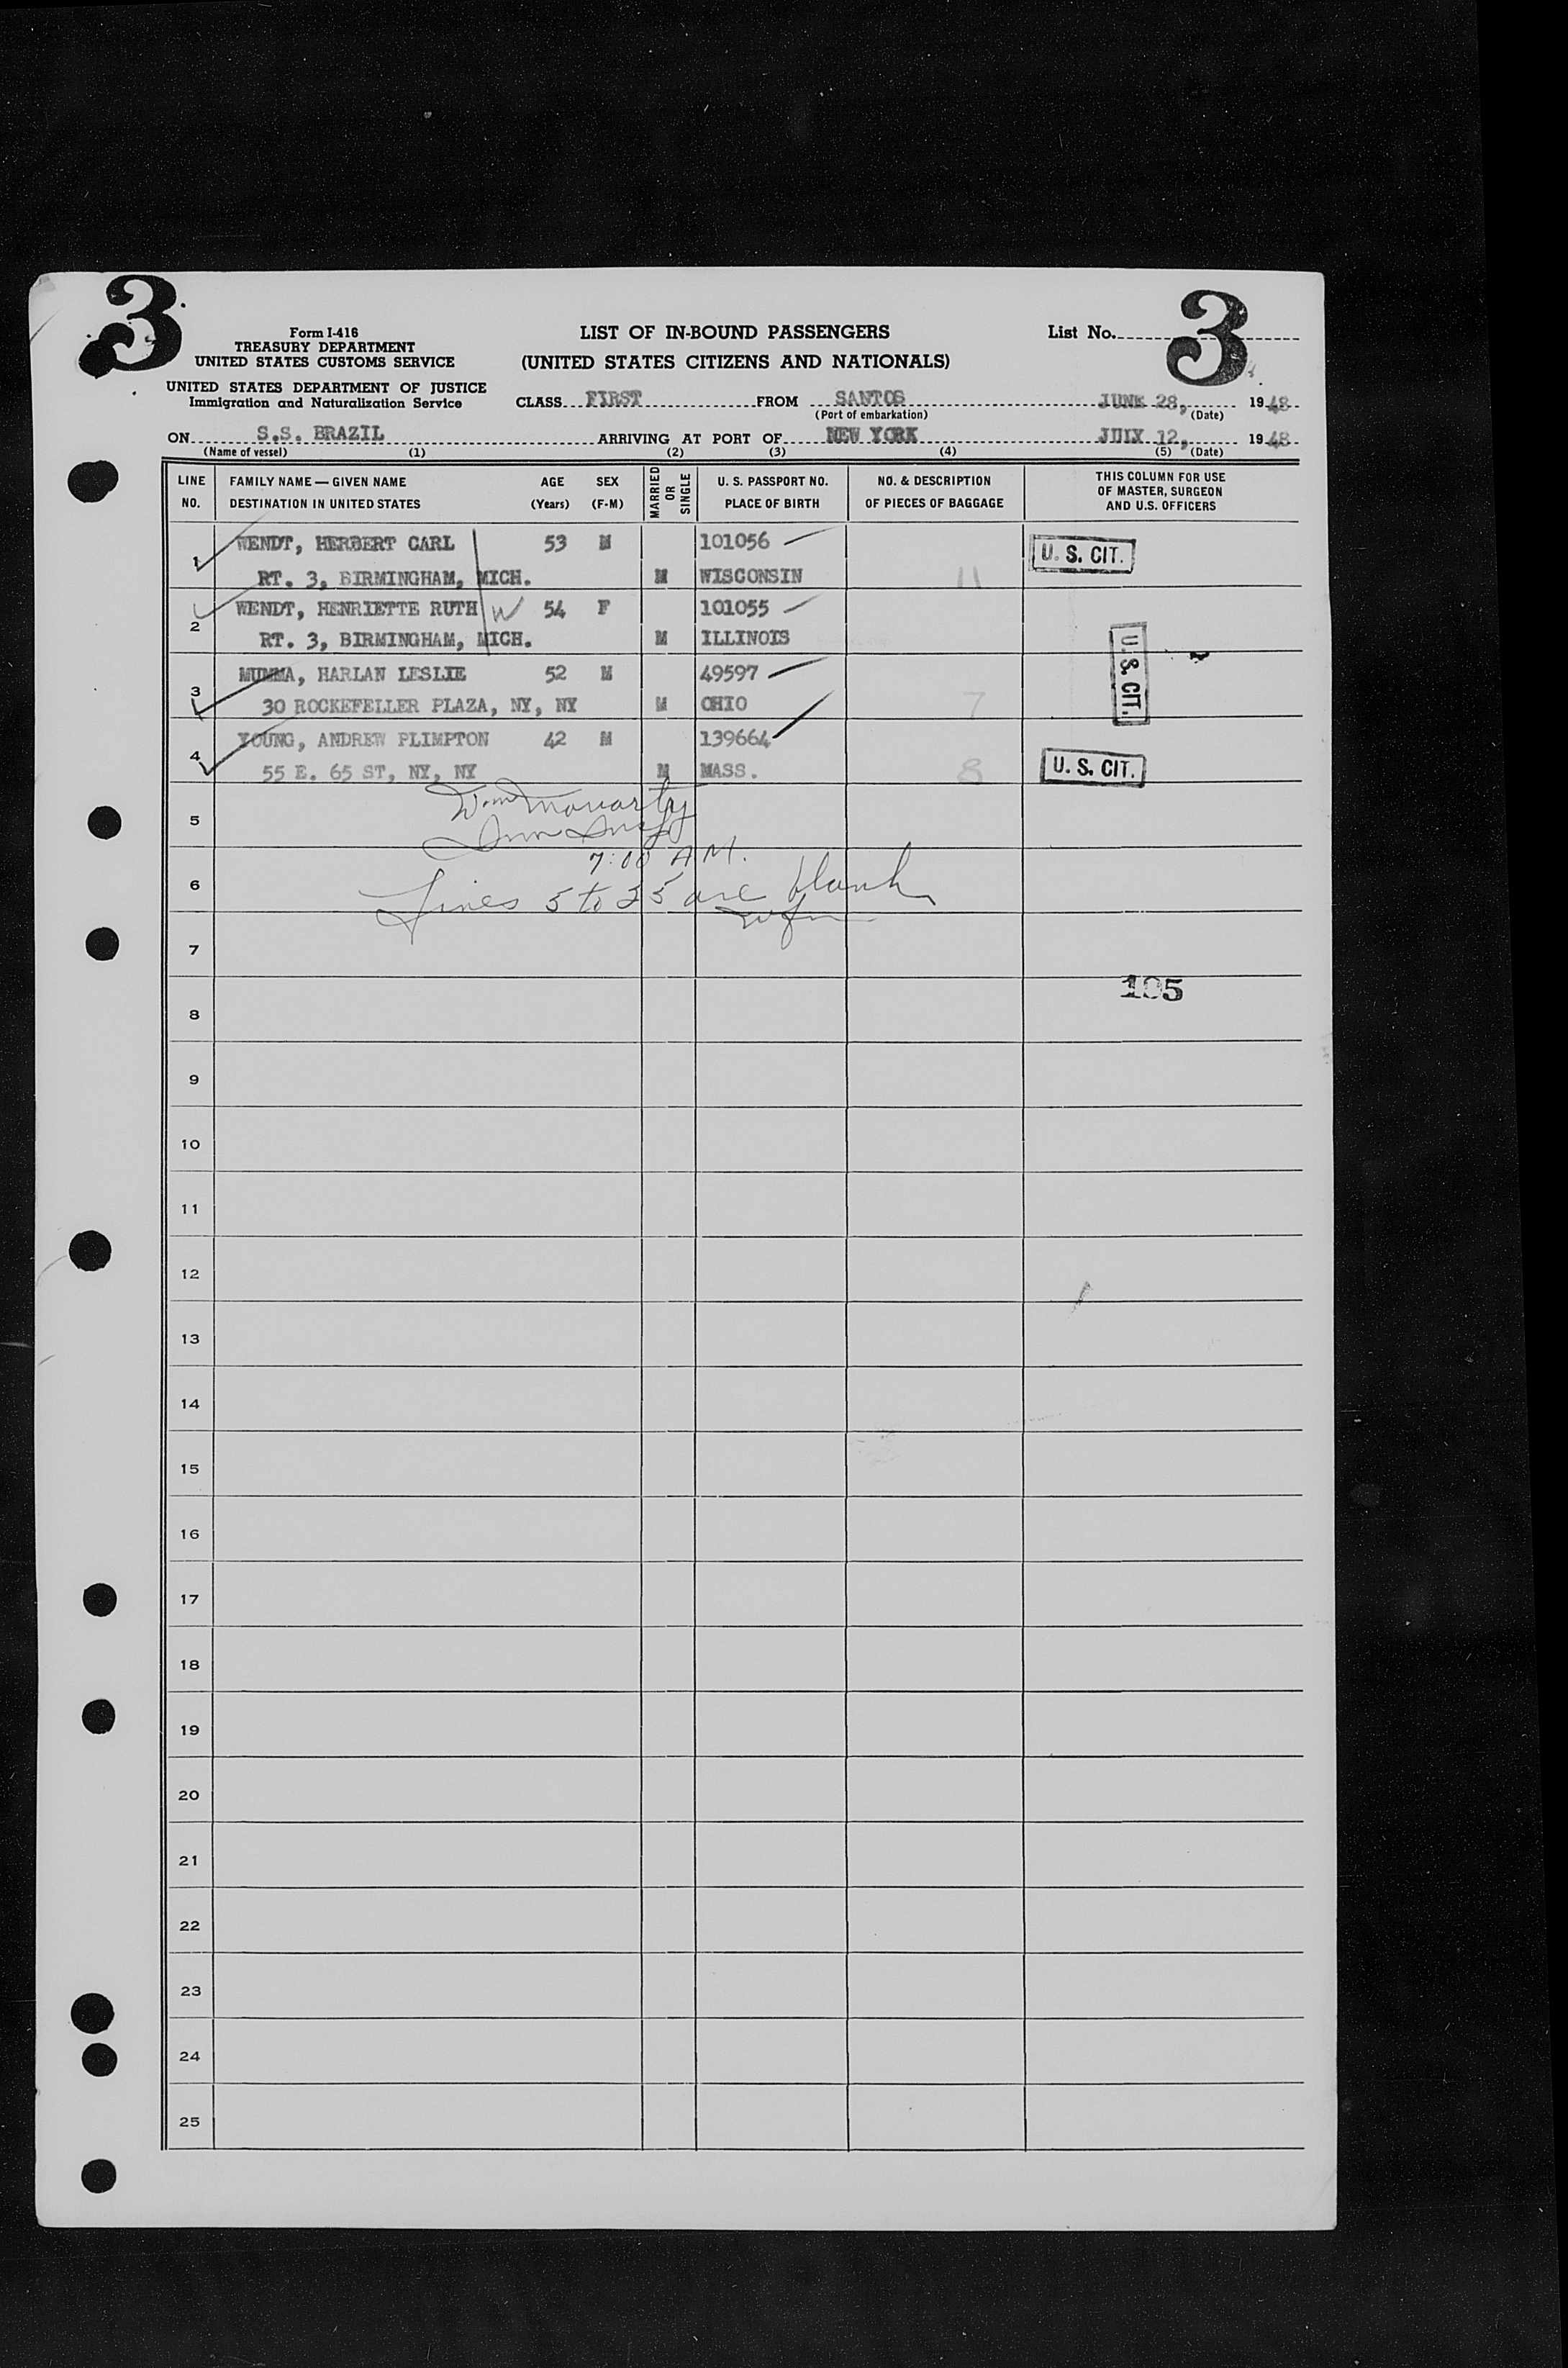 3
3
Form I-416
TREASURY DEPARTMENT
UNITED STATES CUSTOMS SERVICE
UNITED STATES DEPARTMENT OF JUSTICE
Immigration and Naturalization Service
LIST OF IN-BOUND PASSENGERS
(UNITED STATES CITIZENS AND NATIONALS)
List No.
CLASS FIRST FROM SANTOS JUNE 28, 1948
(Port of embarkation) (Date)
ON S.S. BRAZIL ARRIVING AT PORT OF NEW YORK JULY 12, 1948
(Name of vessel) (1) (2) (3) (4) (5) (Date)
LINE NO. FAMILY NAME — GIVEN NAME DESTINATION IN UNITED STATES AGE (Years) SEX (F-M) MARRIED OR SINGLE U. S. PASSPORT NO. PLACE OF BIRTH NO. & DESCRIPTION OF PIECES OF BAGGAGE THIS COLUMN FOR USE OF MASTER, SURGEON AND U.S. OFFICERS
1 WENDT, HERBERT CARL 53 M 101056 U. S. CIT.
RT. 3, BIRMINGHAM, MICH. M WISCONSIN 11
2 WENDT, HENRIETTE RUTH W 54 F 101055
RT. 3, BIRMINGHAM, MICH. M ILLINOIS
3 MUMMA, HARLAN LESLIE 52 M 49597 U. S. CIT.
30 ROCKEFELLER PLAZA, NY, NY M OHIO 7
4 YOUNG, ANDREW PLIMPTON 42 M 139664
55 E. 65 ST, NY, NY M MASS. 8 U. S. CIT.
Wm Moriarty
5
7:00 A.M.
6 Lines 5 to 25 are blank
7
195
8
9
10
11
12
13
14
15
16
17
18
19
20
21
22
23
24
25